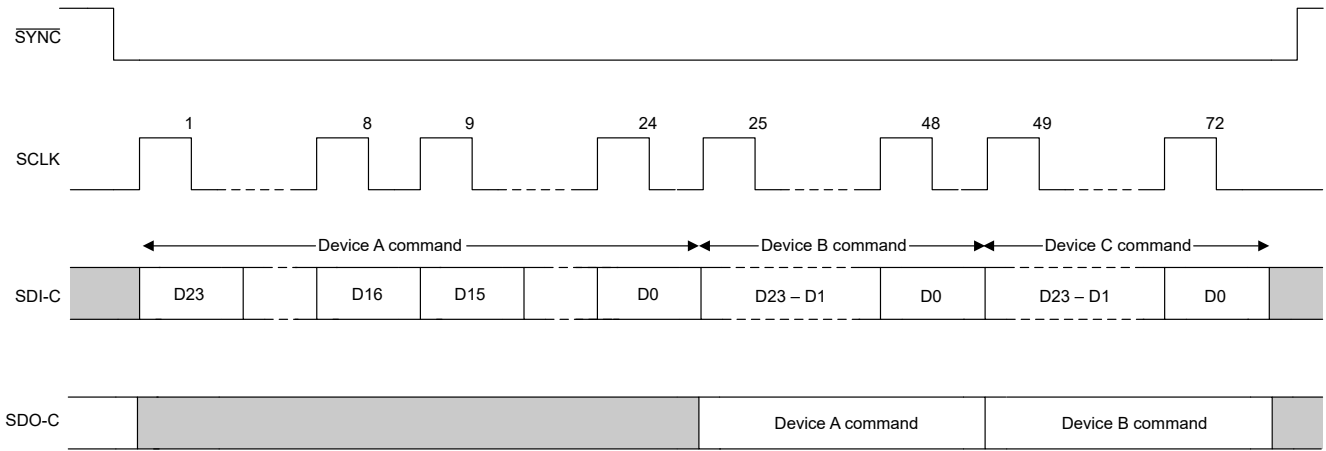 SYNC
1 8 9 24 25 48 49 72
SCLK
Device A command Device B command Device C command
SDI-C D23 D16 D15 D0 D23 – D1 D0 D23 – D1 D0
SDO-C Device A command Device B command